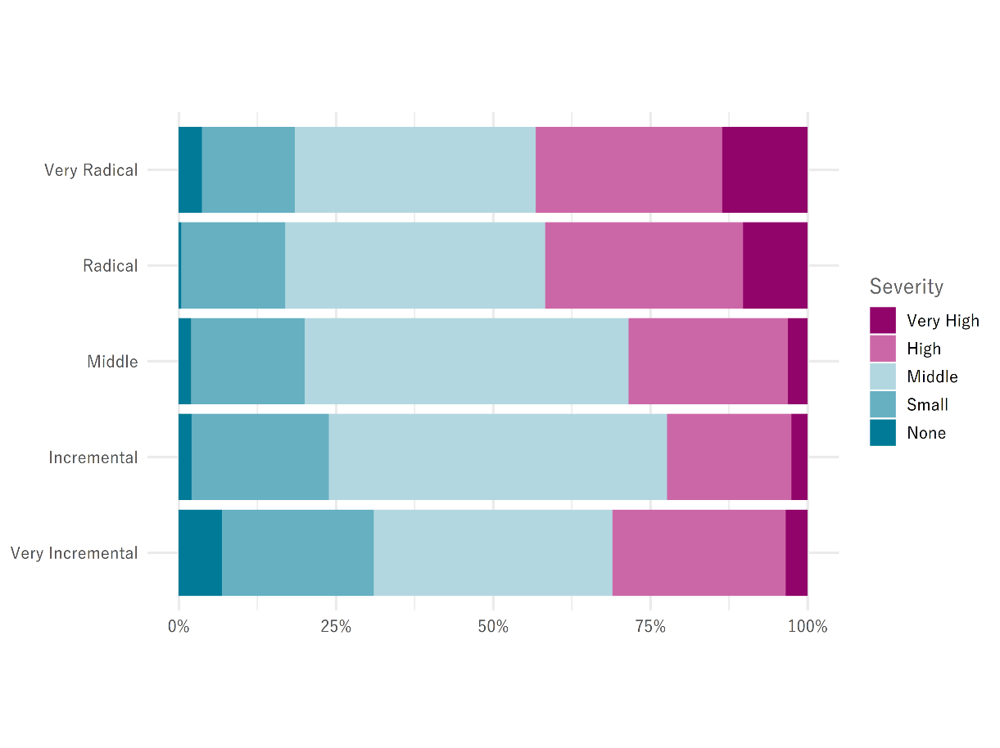 Very Radical
Radical
Middle
Incremental
Very Incremental
0% 25% 50% 75% 100%
Severity
Very High
High
Middle
Small
None